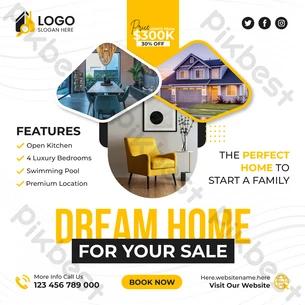 LOGO
SLOGAN HERE
Price
$300K
30% OFF
FEATURES
Open Kitchen
4 Luxury Bedrooms
Swimming Pool
Premium Location
THE PERFECT
HOME TO
START A FAMILY
DREAM HOME
FOR YOUR SALE
More Info Call Us
123 456 789 000
BOOK NOW
Here.websitename.here
Visit Our Website
pikbest